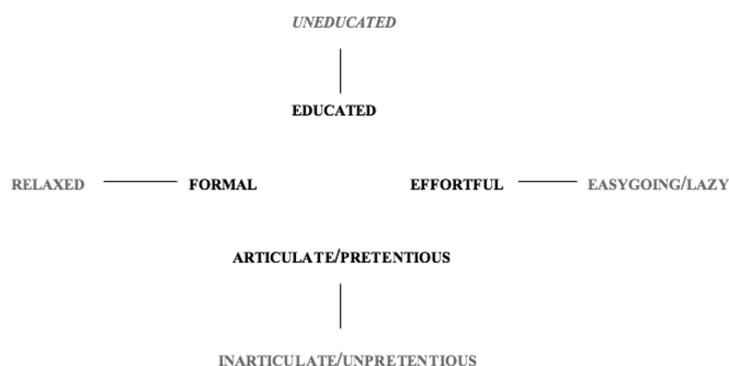 UNEDUCATED
EDUCATED
RELAXED FORMAL EFFORTFUL EASYGOING/LAZY
ARTICULATE/PRETENTIOUS
INARTICULATE/UNPRETENTIOUS